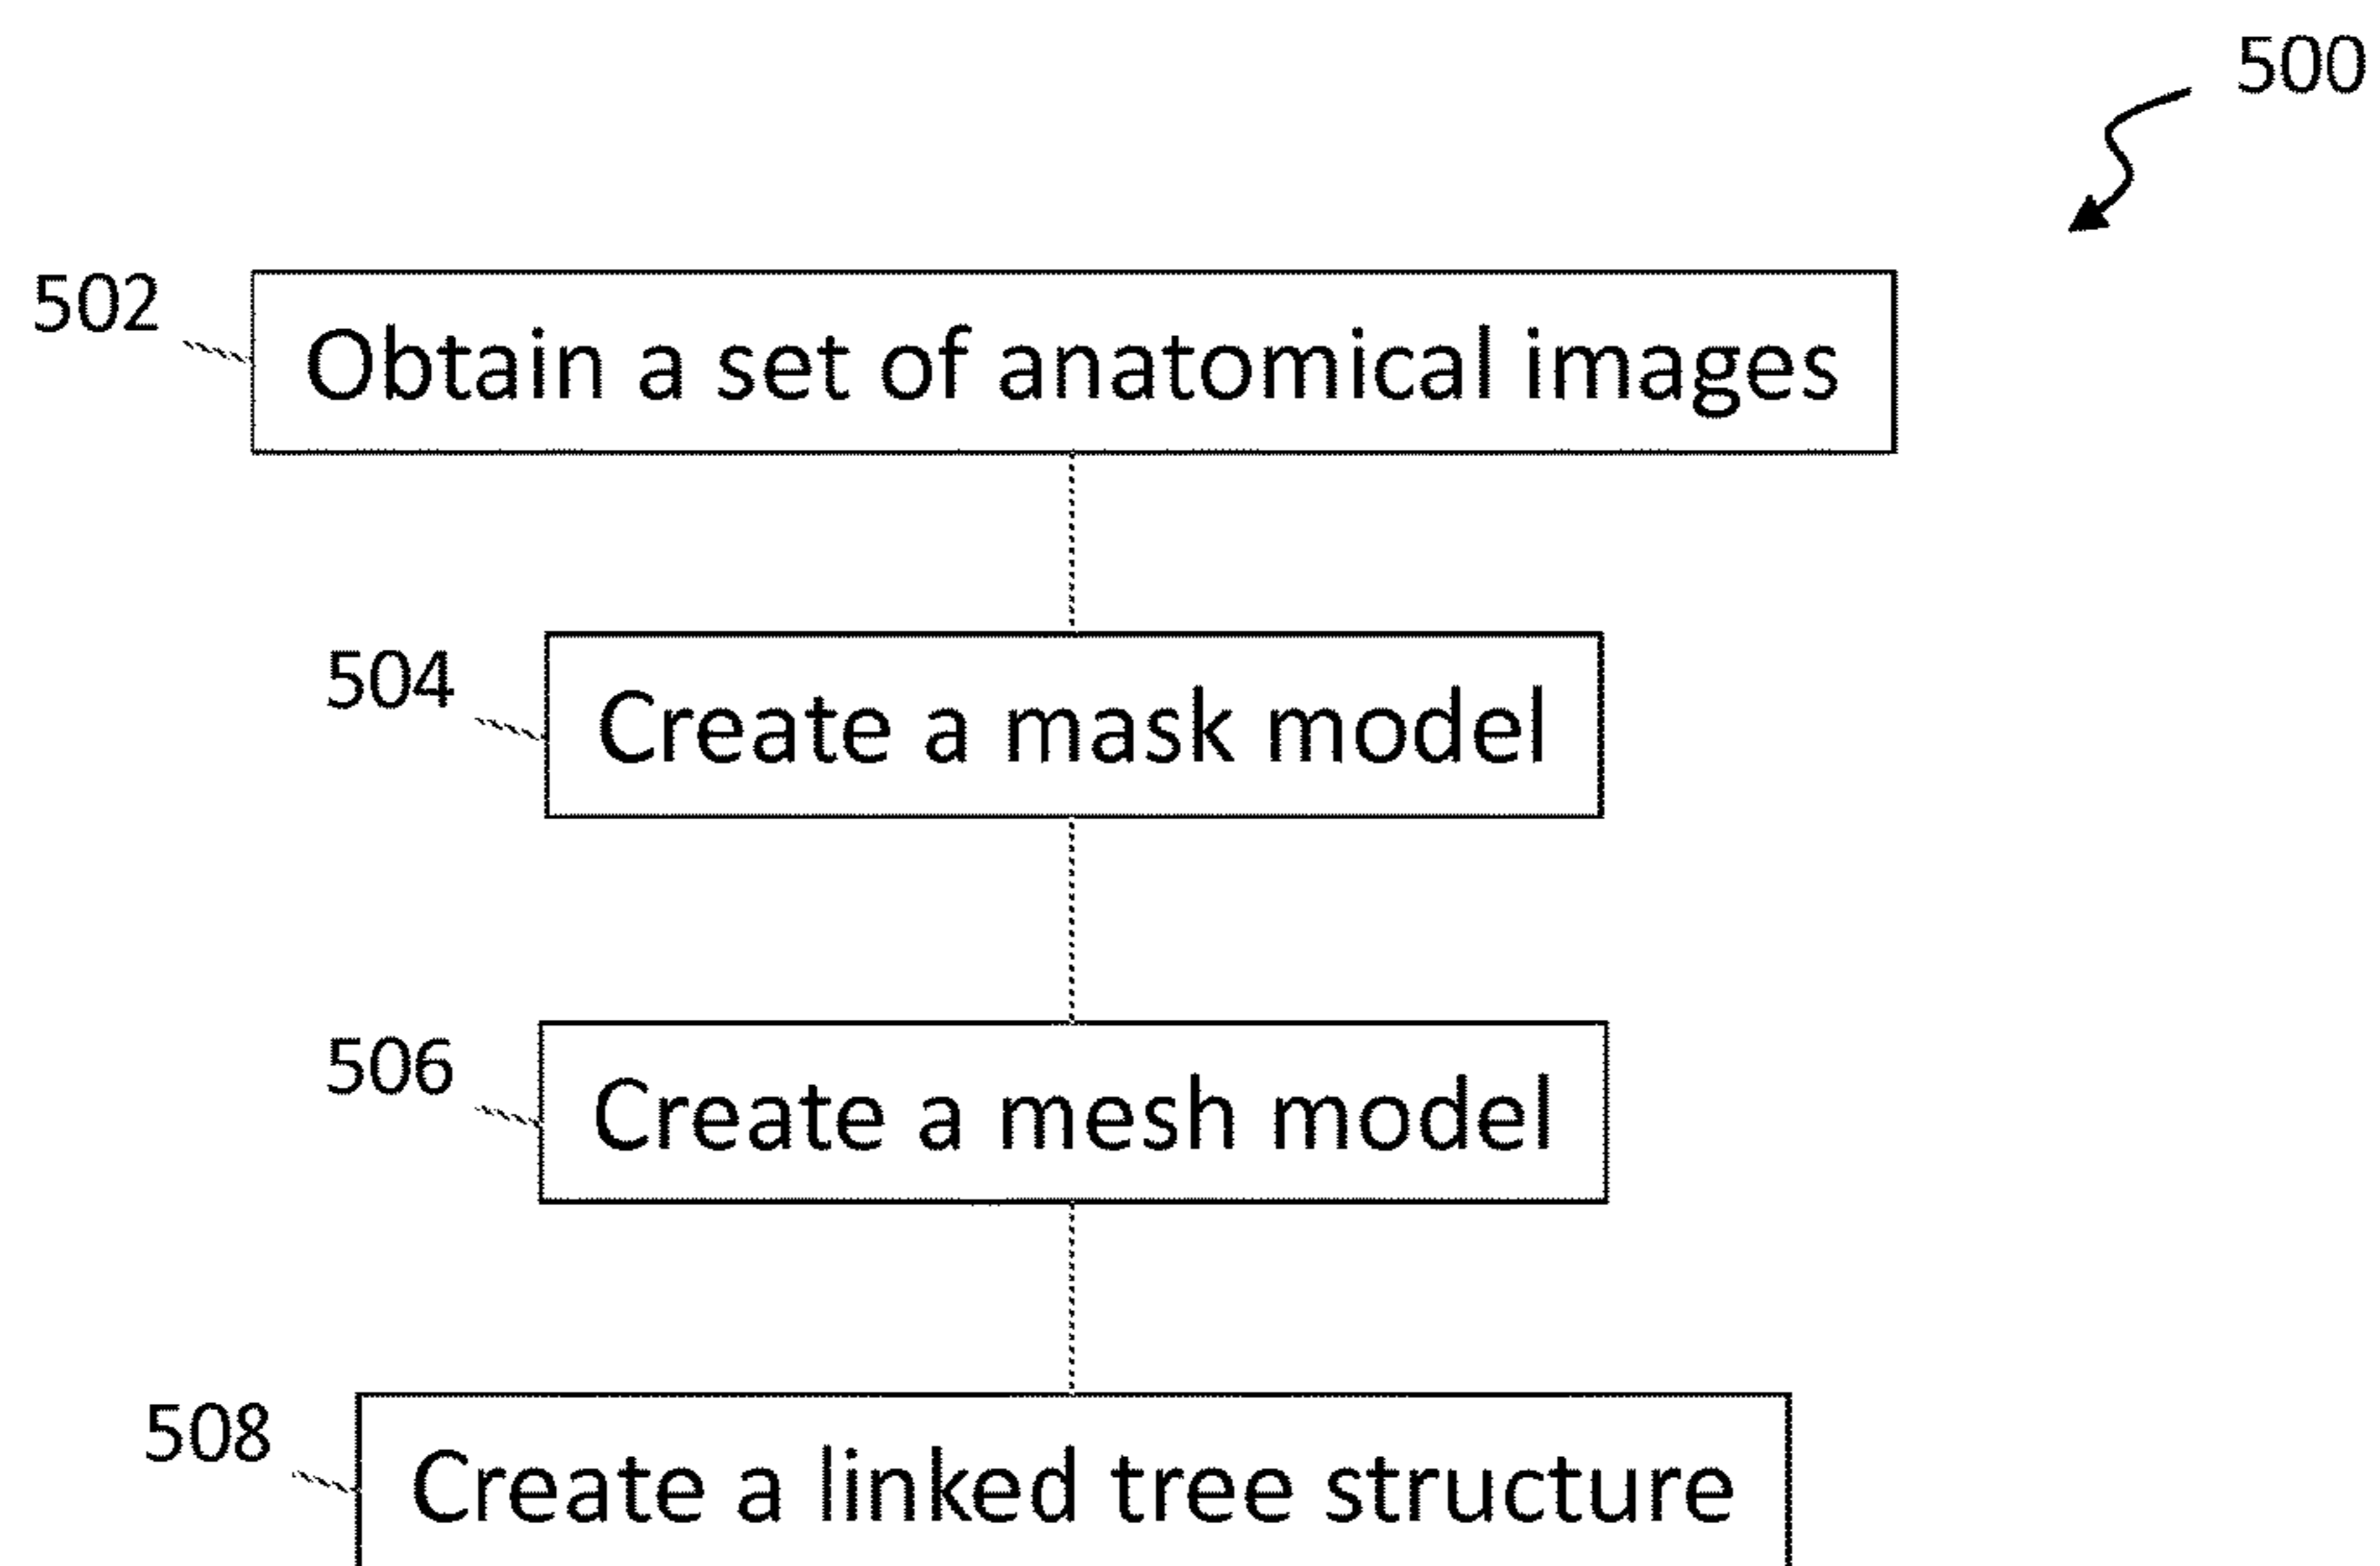 500
502
Obtain a set of anatomical images
504
Create a mask model
506
Create a mesh model
508
Create a linked tree structure